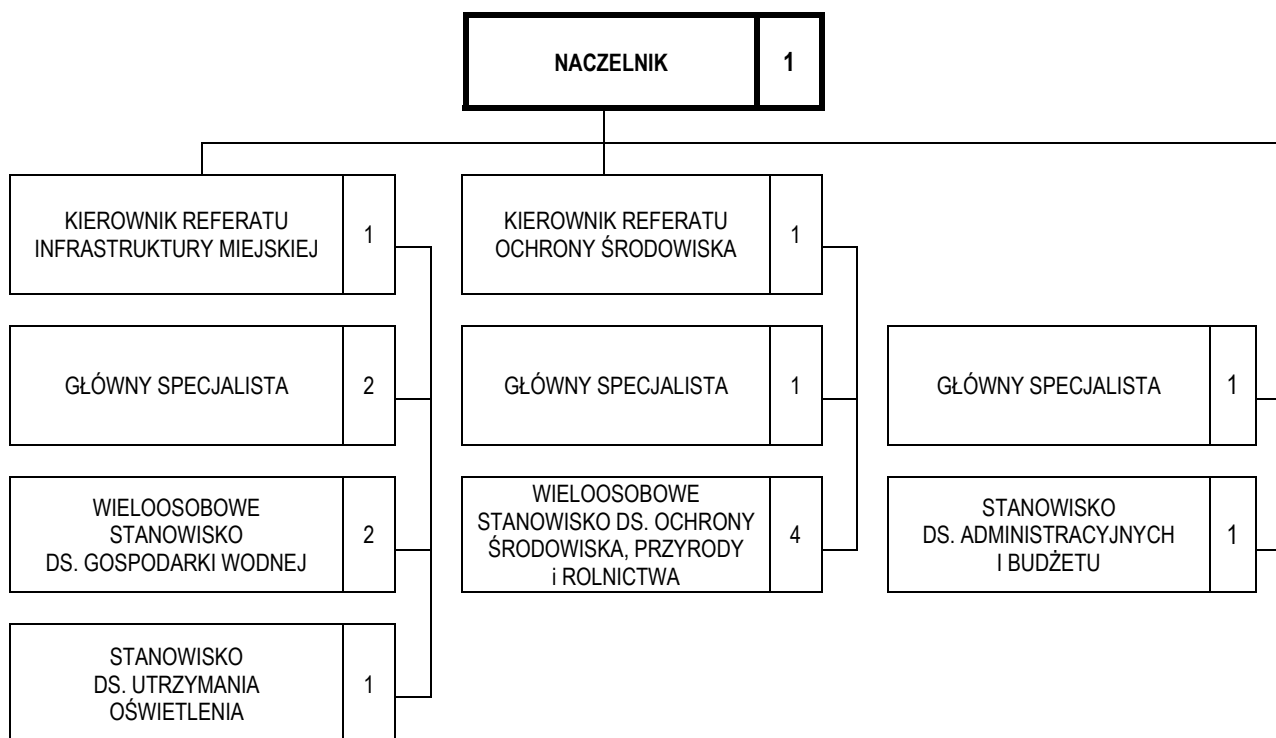 NACZELNIK
1
KIEROWNIK REFERATU
INFRASTRUKTURY MIEJSKIEJ
1
KIEROWNIK REFERATU
OCHRONY ŚRODOWISKA
1
GŁÓWNY SPECJALISTA
2
GŁÓWNY SPECJALISTA
1
GŁÓWNY SPECJALISTA
1
WIELOOSOBOWE
STANOWISKO
DS. GOSPODARKI WODNEJ
2
WIELOOSOBOWE
STANOWISKO DS. OCHRONY
ŚRODOWISKA, PRZYRODY
i ROLNICTWA
4
STANOWISKO
DS. ADMINISTRACYJNYCH
I BUDŻETU
1
STANOWISKO
DS. UTRZYMANIA
OŚWIETLENIA
1